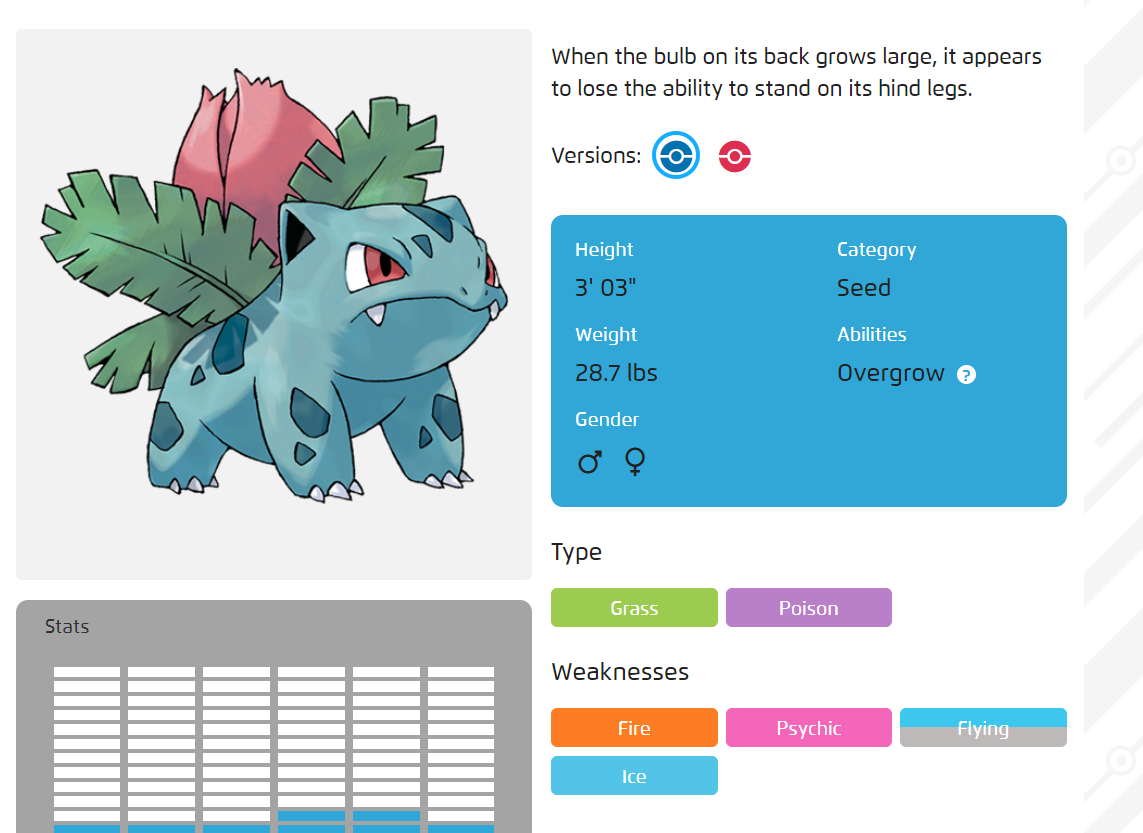 When the bulb on its back grows large, it appears
to lose the ability to stand on its hind legs.
Versions:
Height
3' 03"
Category
Seed
Weight
28.7 lbs
Abilities
Overgrow ?
Gender
♂ ♀
Type
Grass Poison
Weaknesses
Fire Psychic Flying
Ice
Stats